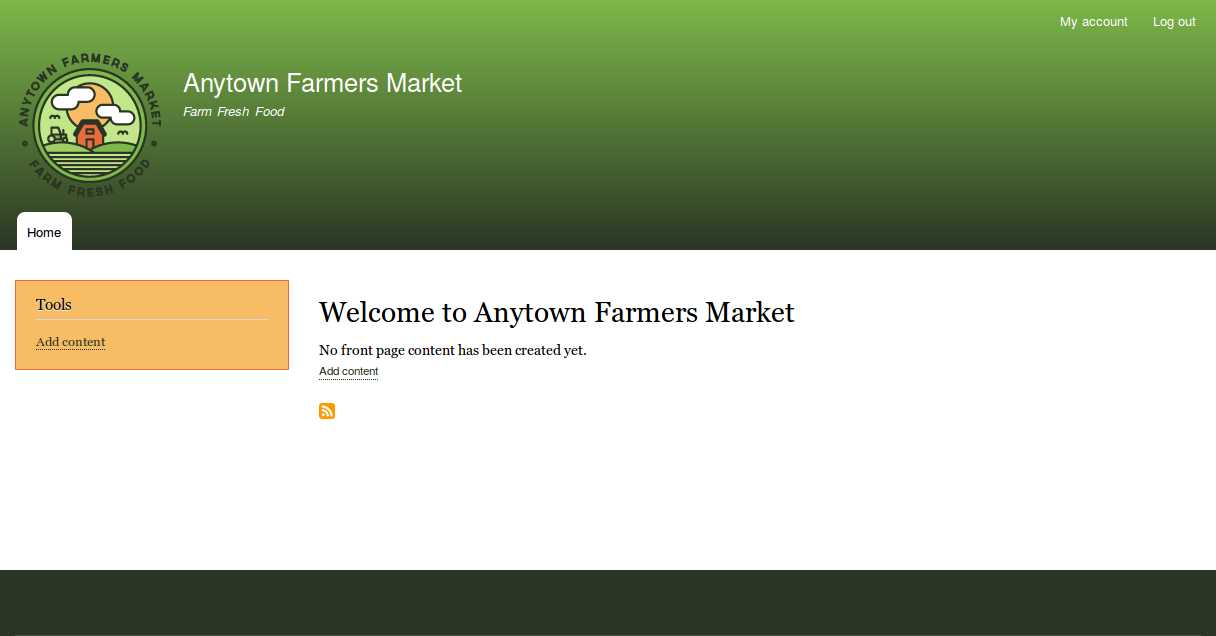 My account
Log out
ANYTOWN FARMERS MARKET
FARM FRESH FOOD
Anytown Farmers Market
Farm Fresh Food
Home
Tools
Add content
Welcome to Anytown Farmers Market
No front page content has been created yet.
Add content